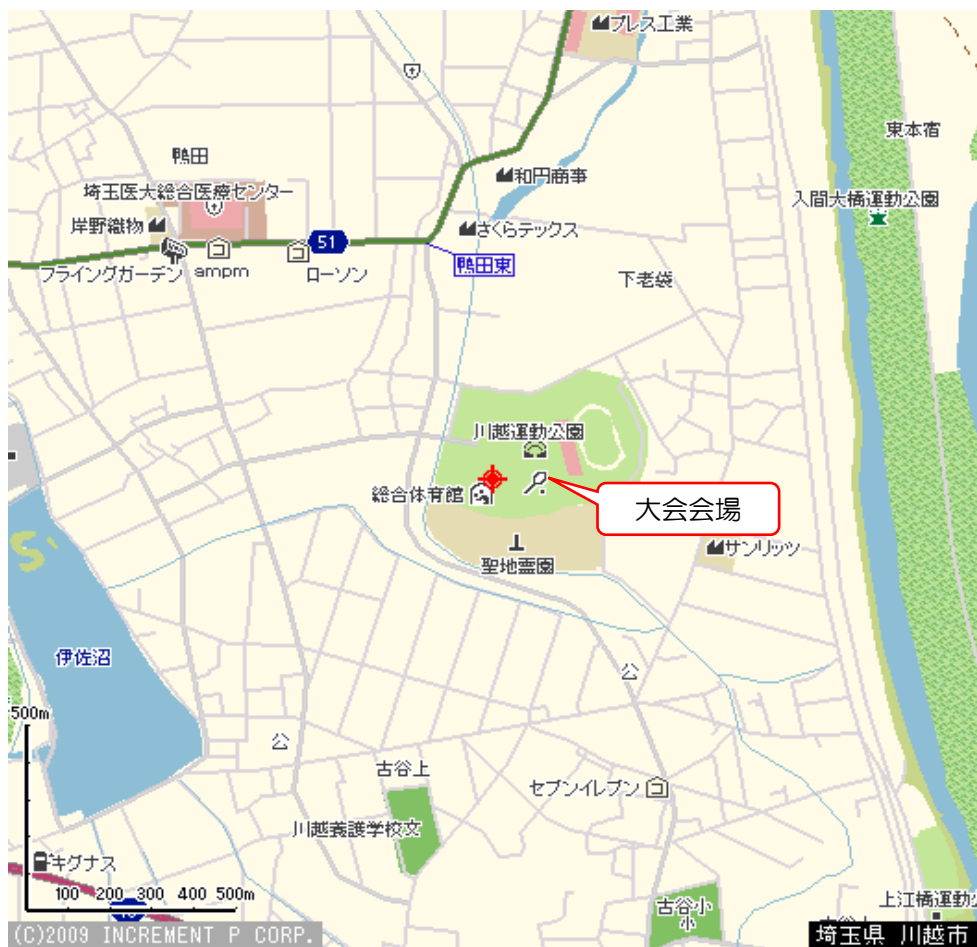 プレス工業
東本宿
鴨田
和円商事
埼玉医大総合医療センター
入間大橋運動公園
岸野織物
さくらテックス
51
フライングガーデン
ampm
ローソン
鴨田東
下老袋
川越運動公園
総合体育館
大会会場
サンリッツ
聖地霊園
伊佐沼
公
500m
公
古谷上
セブンイレブン
川越養護学校文
キグナス
100 200 300 400 500m
古谷小
小
上江橋運動公
(C)2009 INCREMENT P CORP.
埼玉県 川越市